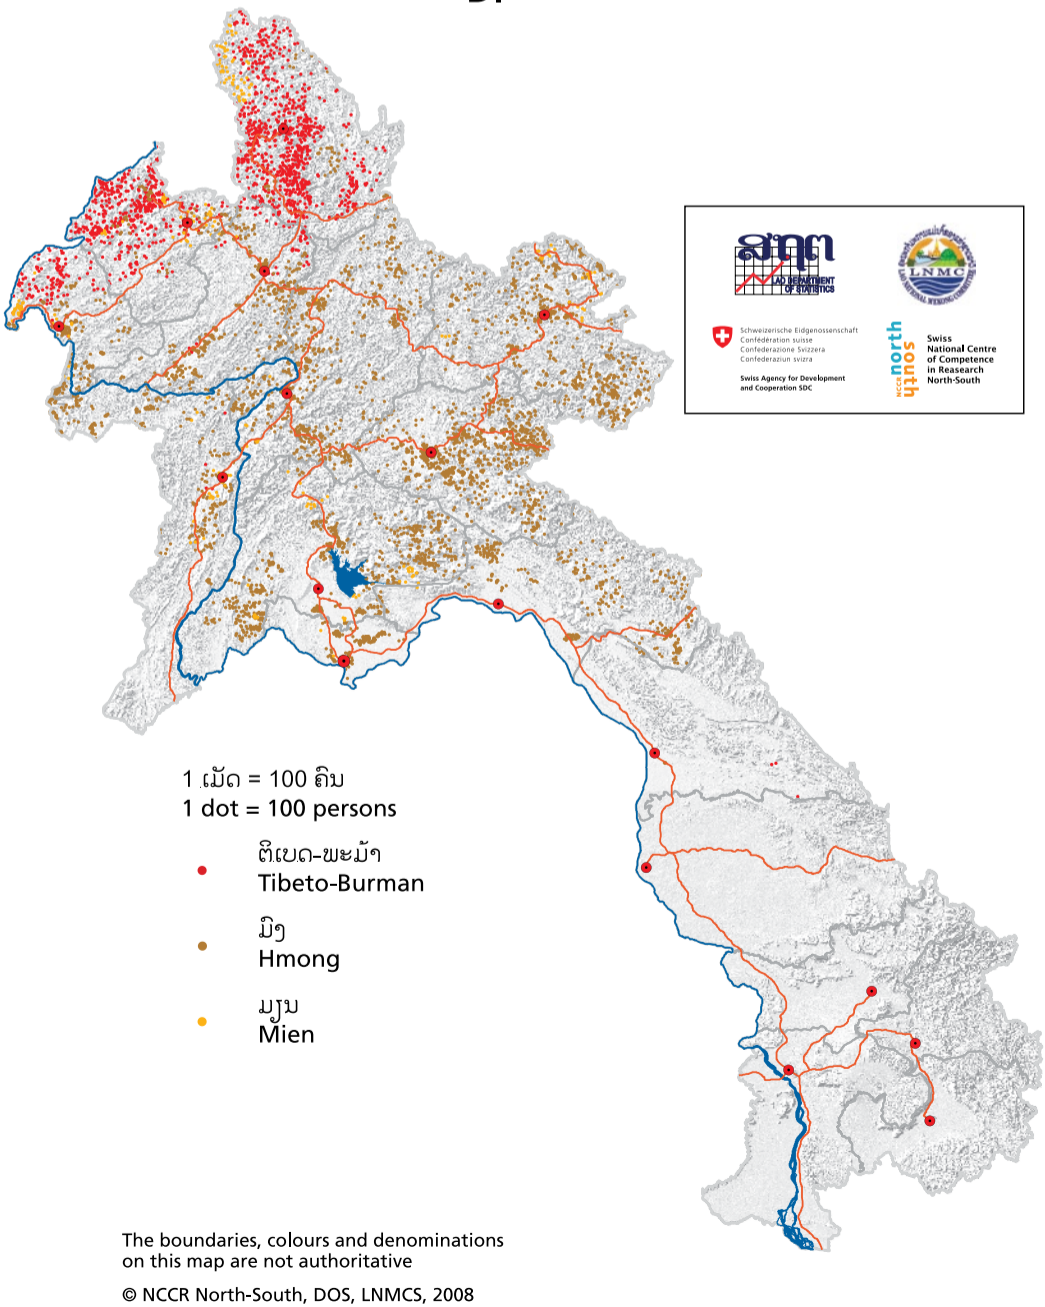 ສທຕ
LAO DEPARTMENT
OF STATISTICS
LNMC
Schweizerische Eidgenossenschaft
Confédération suisse
Confederazione Svizzera
Confederaziun svizra
Swiss Agency for Development
and Cooperation SDC
NCCR north
south
Swiss
National Centre
of Competence
in Reasearch
North-South
1 ເມັດ = 100 ຄົນ
1 dot = 100 persons
ຕິເບດ-ພະມ້າ
Tibeto-Burman
ມົງ
Hmong
ມຽນ
Mien
The boundaries, colours and denominations
on this map are not authoritative
© NCCR North-South, DOS, LNMCS, 2008